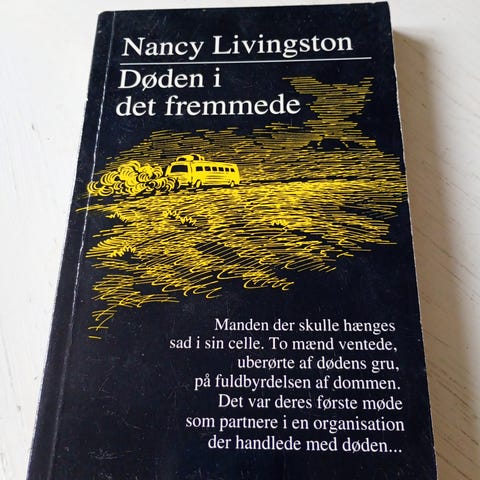 Nancy Livingston
Døden i
det fremmede
Manden der skulle hænges
sad i sin celle. To mænd ventede,
uberørte af dødens gru,
på fuldbyrdelsen af dommen.
Det var deres første møde
som partnere i en organisation
der handlede med døden...